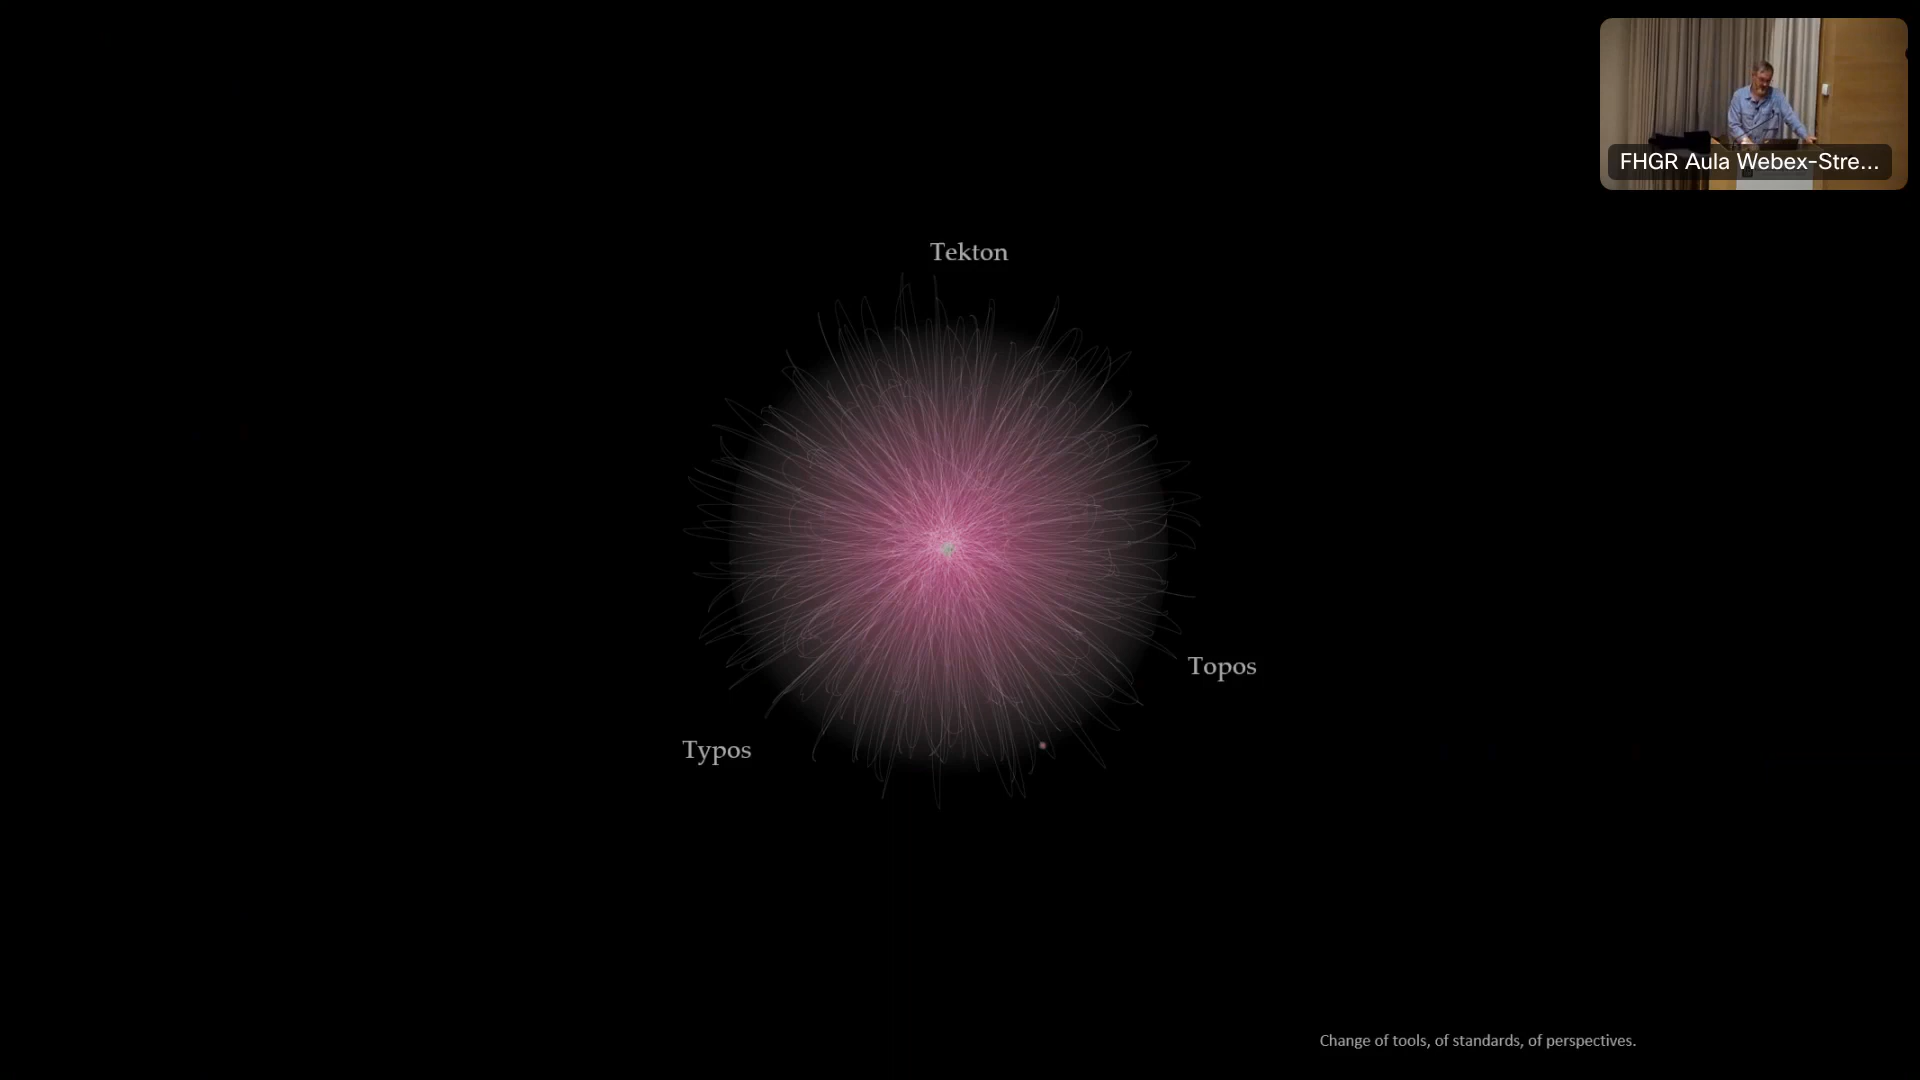 FHGR Aula Webex-Stre...
Tekton
Topos
Typos
Change of tools, of standards, of perspectives.